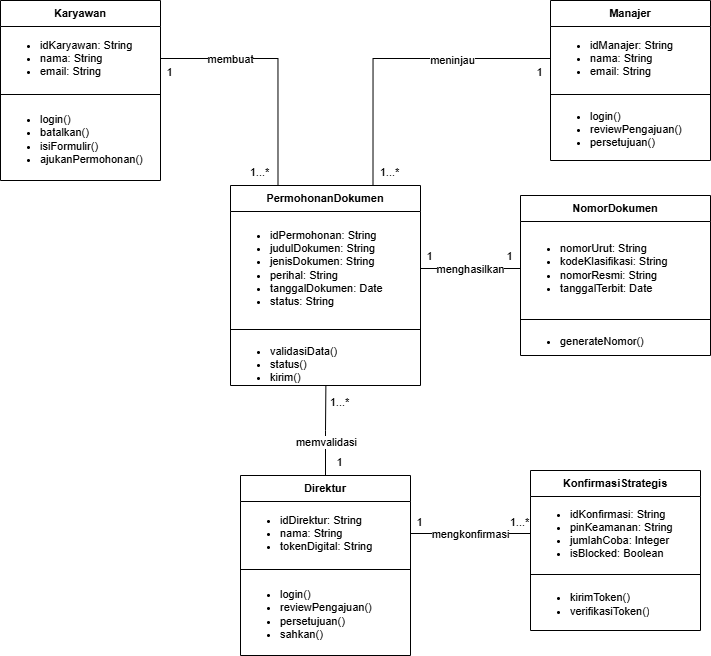 Karyawan
idKaryawan: String
nama: String
email: String
login()
batalkan()
isiFormulir()
ajukanPermohonan()
membuat
1
1...*
Manajer
idManajer: String
nama: String
email: String
login()
reviewPengajuan()
persetujuan()
meninjau
1
1...*
PermohonanDokumen
idPermohonan: String
judulDokumen: String
jenisDokumen: String
perihal: String
tanggalDokumen: Date
status: String
validasiData()
status()
kirim()
1
menghasilkan
1
NomorDokumen
nomorUrut: String
kodeKlasifikasi: String
nomorResmi: String
tanggalTerbit: Date
generateNomor()
1...*
memvalidasi
1
Direktur
idDirektur: String
nama: String
tokenDigital: String
login()
reviewPengajuan()
persetujuan()
sahkan()
1
mengkonfirmasi
1...*
KonfirmasiStrategis
idKonfirmasi: String
pinKeamanan: String
jumlahCoba: Integer
isBlocked: Boolean
kirimToken()
verifikasiToken()